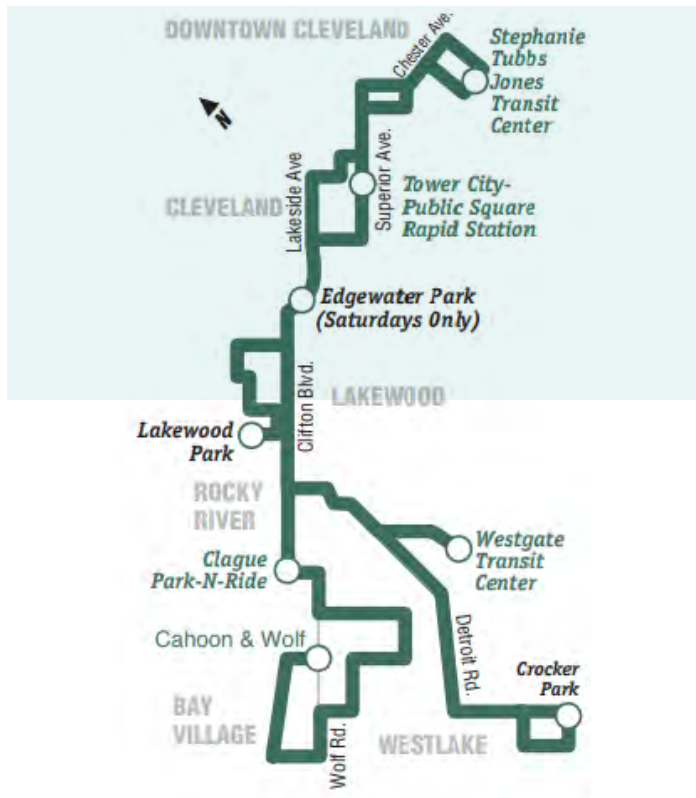 DOWNTOWN CLEVELAND
Chester Ave.
Stephanie
Tubbs
Jones
Transit
Center
N
Lakeside Ave
Superior Ave.
CLEVELAND
Tower City-
Public Square
Rapid Station
Edgewater Park
(Saturdays Only)
Clifton Blvd.
LAKEWOOD
Lakewood
Park
ROCKY
RIVER
Westgate
Transit
Center
Clague
Park-N-Ride
Cahoon & Wolf
Detroit Rd.
Crocker
Park
BAY
VILLAGE
Wolf Rd.
WESTLAKE